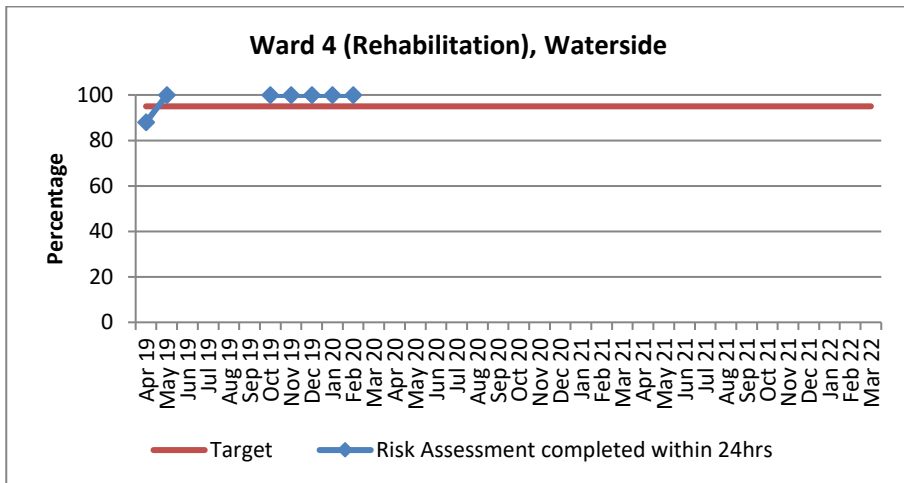 Ward 4 (Rehabilitation), Waterside
Percentage
100
80
60
40
20
0
Apr 19
May 19
Jun 19
Jul 19
Aug 19
Sep 19
Oct 19
Nov 19
Dec 19
Jan 20
Feb 20
Mar 20
Apr 20
May 20
Jun 20
Jul 20
Aug 20
Sep 20
Oct 20
Nov 20
Dec 20
Jan 21
Feb 21
Mar 21
Apr 21
May 21
Jun 21
Jul 21
Aug 21
Sep 21
Oct 21
Nov 21
Dec 21
Jan 22
Feb 22
Mar 22
Target
Risk Assessment completed within 24hrs